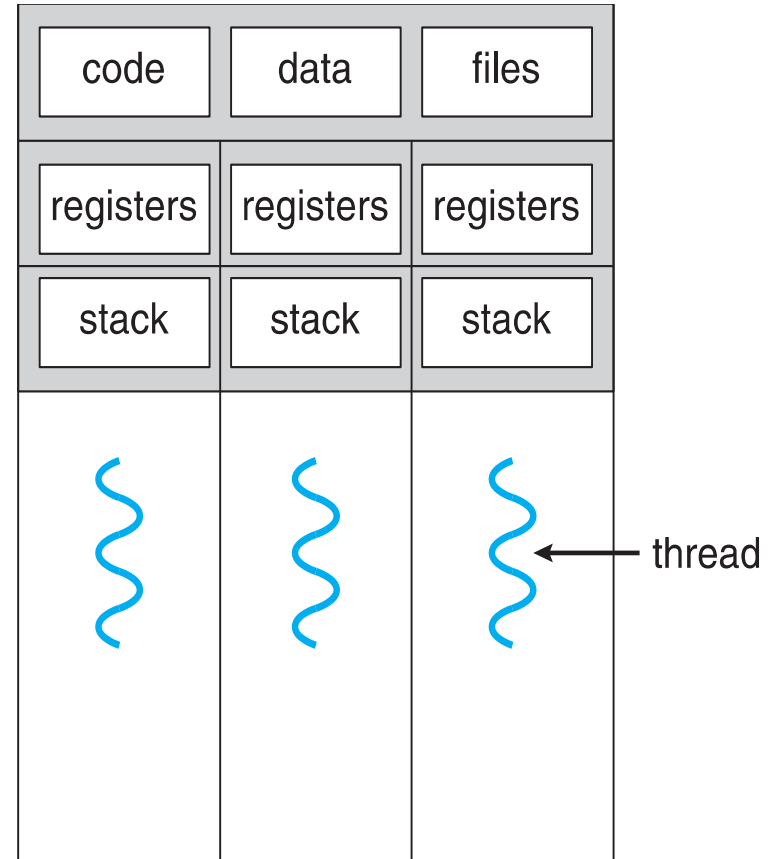 code data files
registers registers registers
stack stack stack
thread